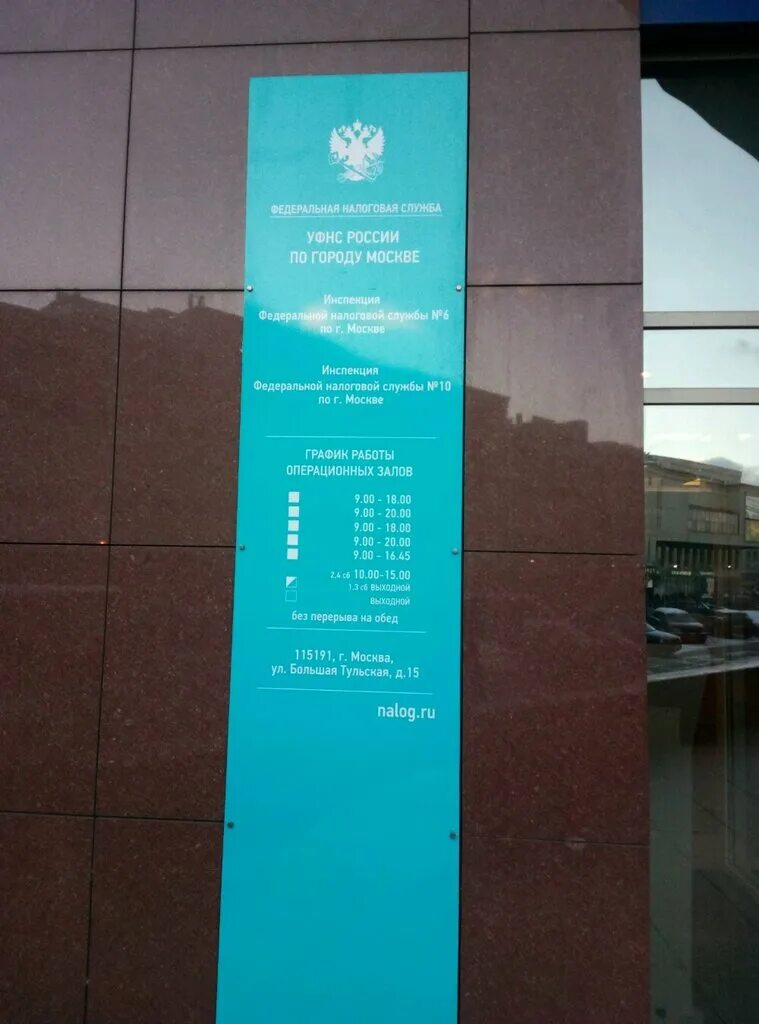 ФЕДЕРАЛЬНАЯ НАЛОГОВАЯ СЛУЖБА
УФНС РОССИИ
ПО ГОРОДУ МОСКВЕ
Инспекция
Федеральной налоговой службы №6
по г. Москве
Инспекция
Федеральной налоговой службы №10
по г. Москве
ГРАФИК РАБОТЫ
ОПЕРАЦИОННЫХ ЗАЛОВ
9.00 - 18.00
9.00 - 20.00
9.00 - 18.00
9.00 - 20.00
9.00 - 16.45
2,4 сб 10.00-15.00
1.3 сб ВЫХОДНОЙ
ВЫХОДНОЙ
без перерыва на обед
115191, г. Москва,
ул. Большая Тульская, д.15
nalog.ru